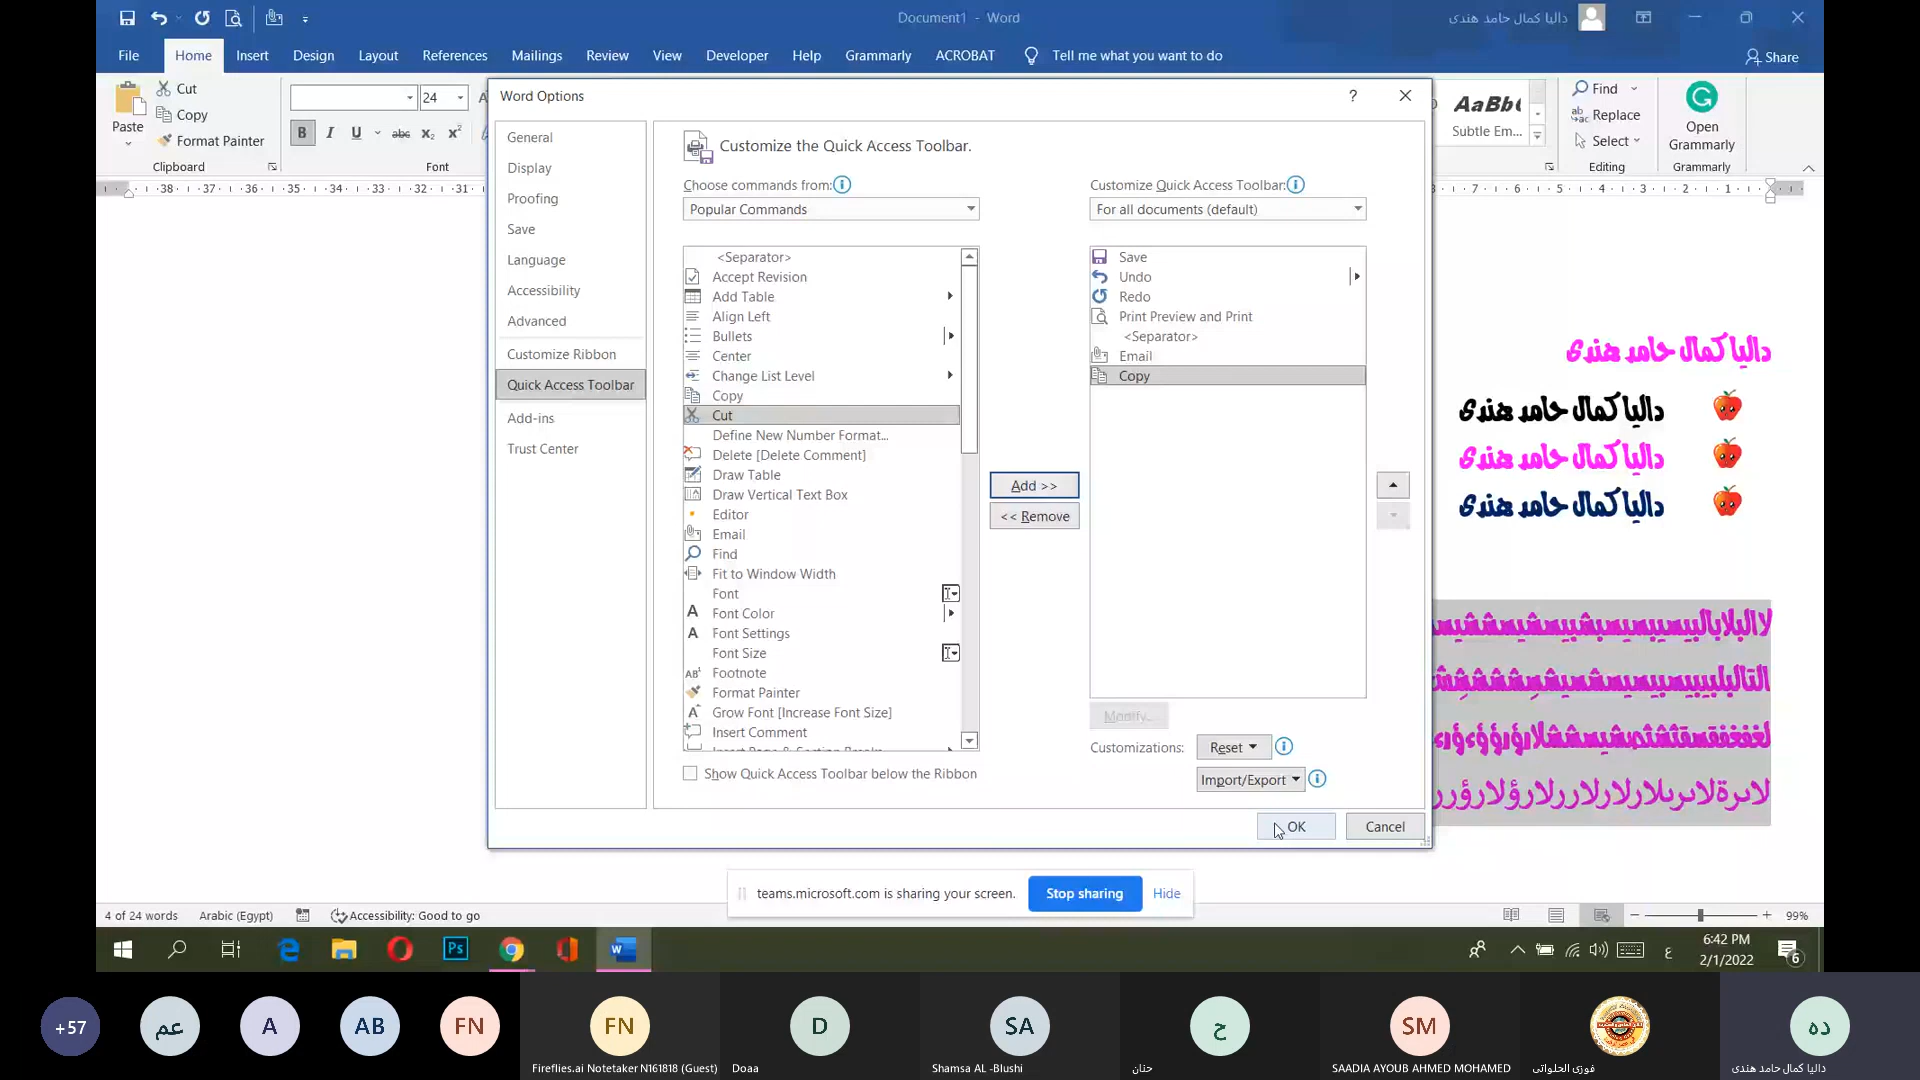 Document1 - Word
داليا كمال حامد هندى
File
Home
Insert
Design
Layout
References
Mailings
Review
View
Developer
Help
Grammarly
ACROBAT
Tell me what you want to do
Share
Paste
Cut
Copy
Format Painter
Clipboard
24
B I U abc x₂ x²
Font
AaBb
Subtle Em...
Find
Replace
Select
Editing
Open
Grammarly
Grammarly
Word Options
General
Display
Proofing
Save
Language
Accessibility
Advanced
Customize Ribbon
Quick Access Toolbar
Add-ins
Trust Center
Customize the Quick Access Toolbar.
Choose commands from:
Popular Commands
<Separator>
Accept Revision
Add Table
Align Left
Bullets
Center
Change List Level
Copy
Cut
Define New Number Format...
Delete [Delete Comment]
Draw Table
Draw Vertical Text Box
Editor
Email
Find
Fit to Window Width
Font
Font Color
Font Settings
Font Size
Footnote
Format Painter
Grow Font [Increase Font Size]
Insert Comment
Show Quick Access Toolbar below the Ribbon
Add >>
<< Remove
Customize Quick Access Toolbar:
For all documents (default)
Save
Undo
Redo
Print Preview and Print
<Separator>
Email
Copy
Modify...
Customizations:
Reset
Import/Export
OK
Cancel
داليا كمال حامد هندى
داليا كمال حامد هندى
داليا كمال حامد هندى
داليا كمال حامد هندى
teams.microsoft.com is sharing your screen.
Stop sharing
Hide
4 of 24 words
Arabic (Egypt)
Accessibility: Good to go
99%
Ps
ع
6:42 PM
2/1/2022
6
+57
عم
A
AB
FN
FN
Fireflies.ai Notetaker N161818 (Guest)
D
Doaa
SA
Shamsa AL -Blushi
ح
حنان
SM
SAADIA AYOUB AHMED MOHAMED
فوزى الحلواتى
ده
داليا كمال حامد هندى